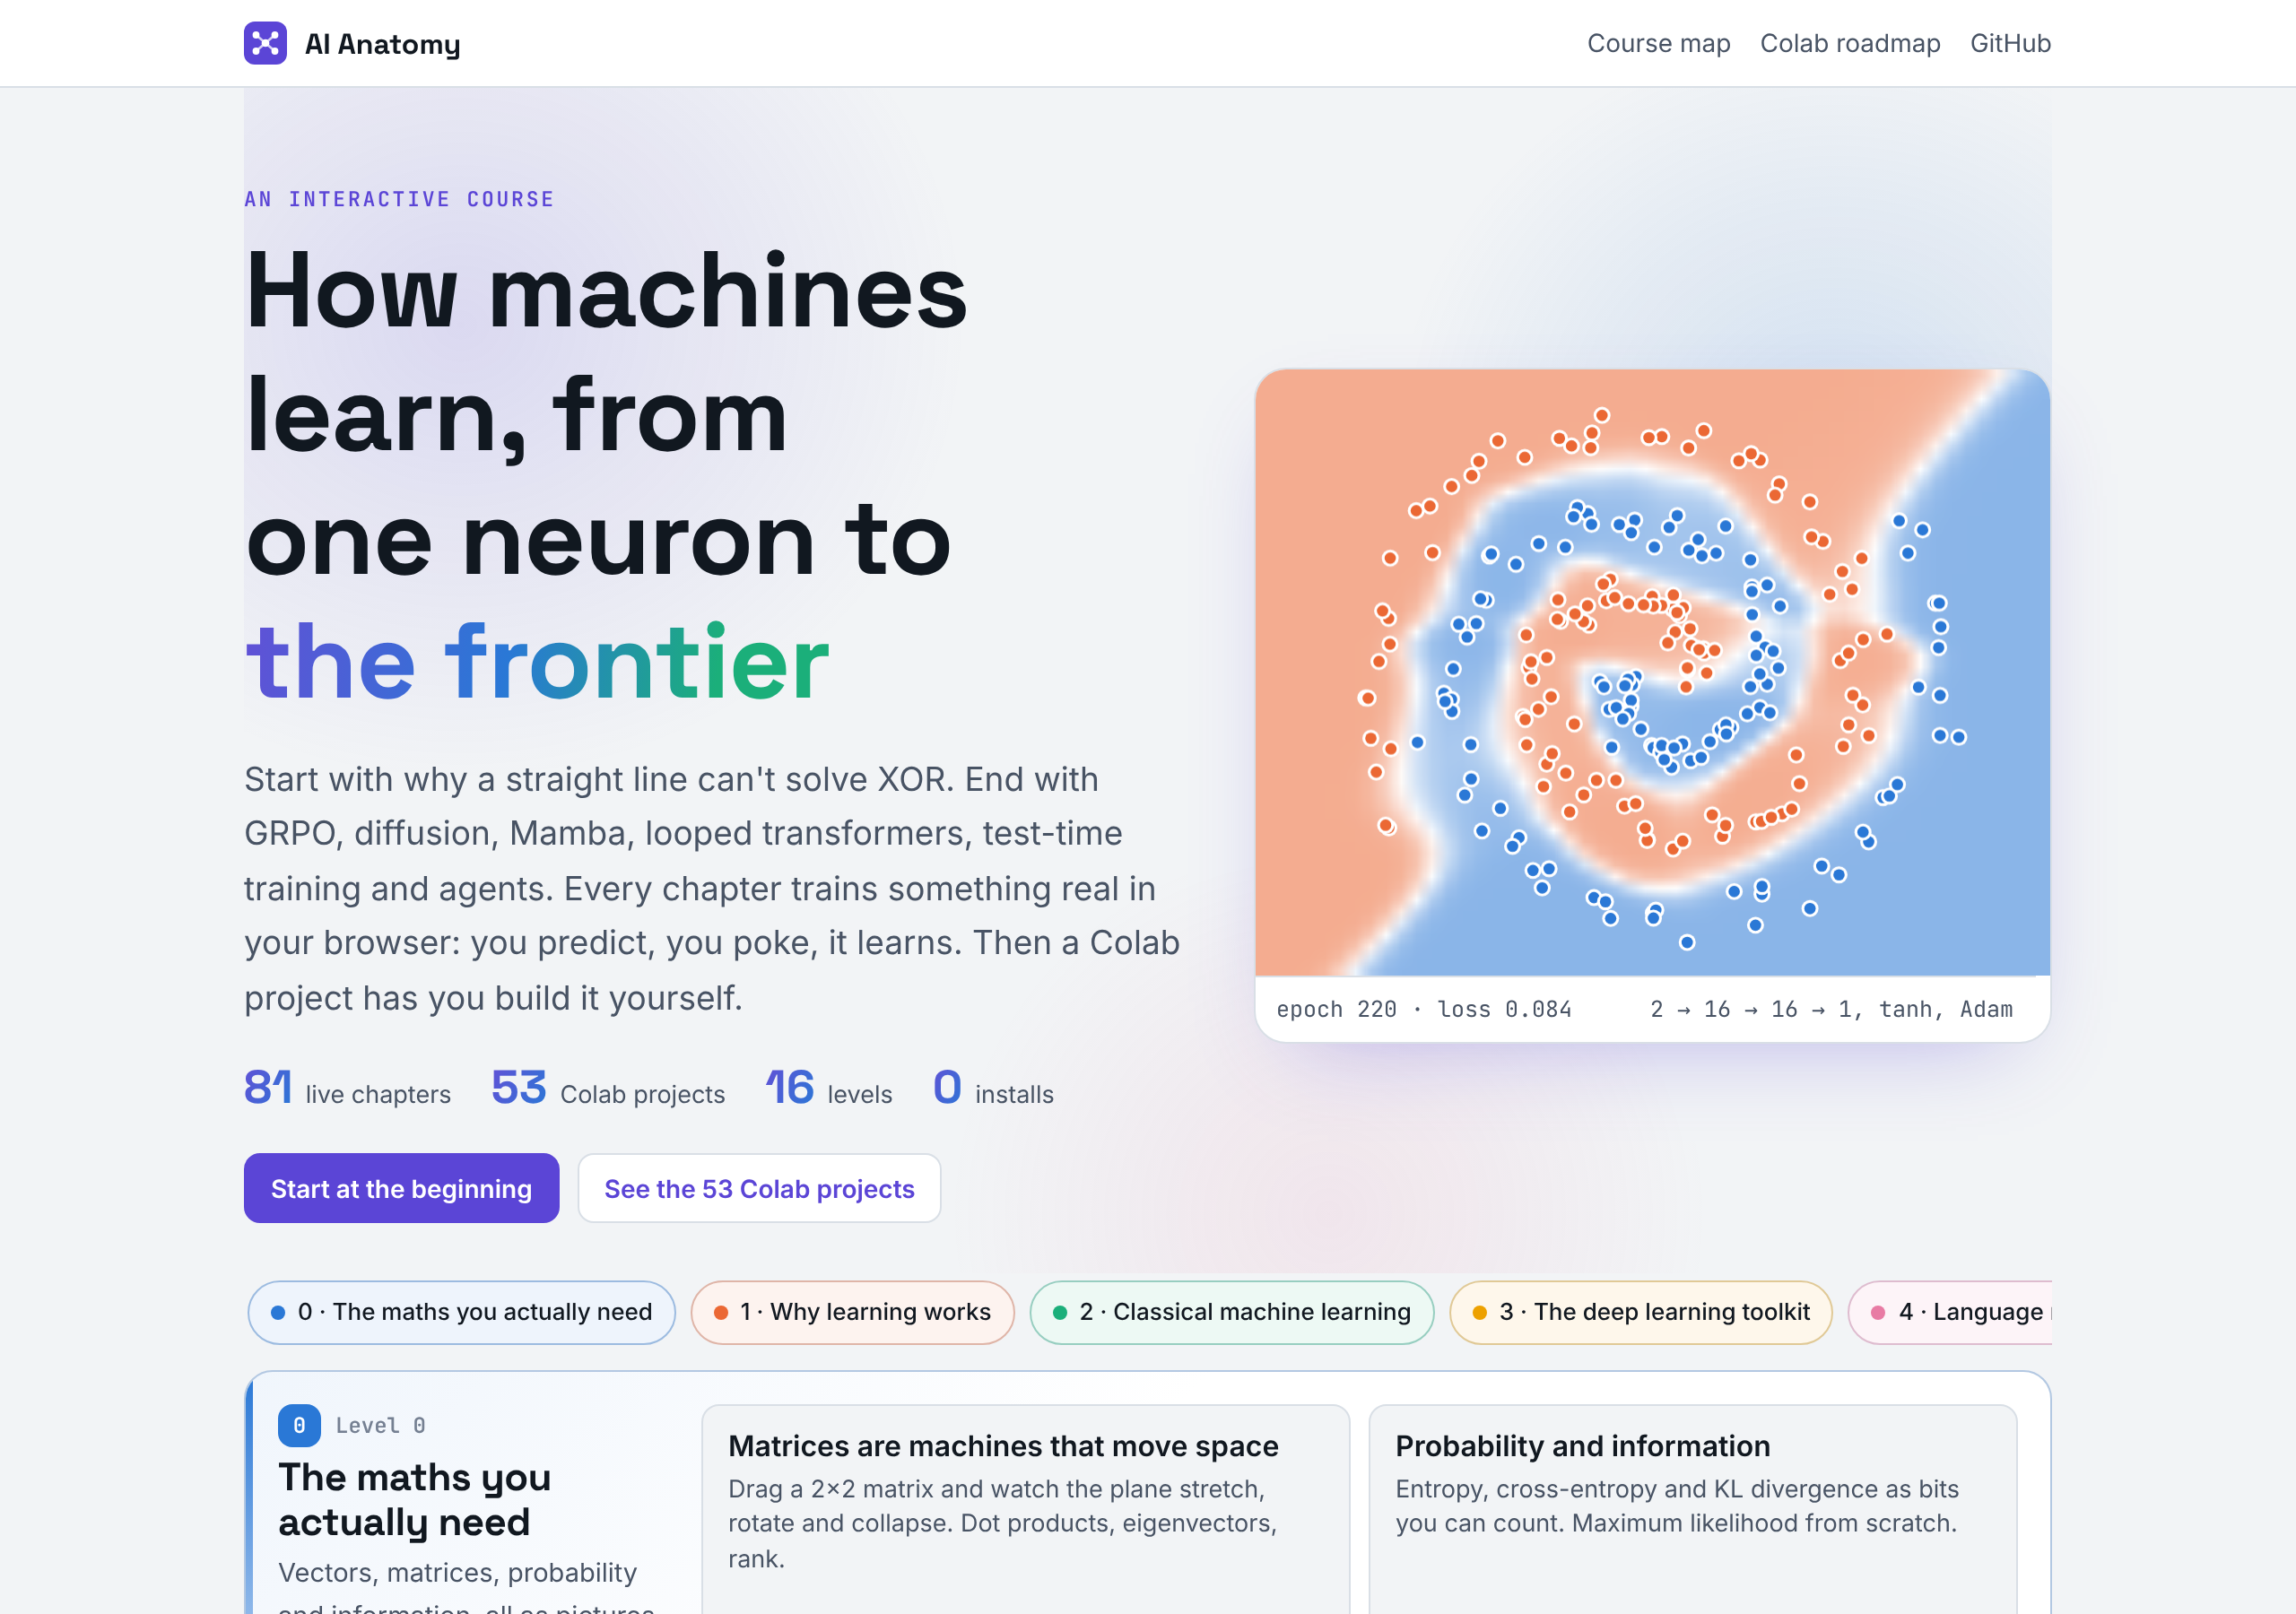 AI Anatomy
Course map
Colab roadmap
GitHub
AN INTERACTIVE COURSE
How machines
learn, from
one neuron to
the frontier
Start with why a straight line can't solve XOR. End with
GRPO, diffusion, Mamba, looped transformers, test-time
training and agents. Every chapter trains something real in
your browser: you predict, you poke, it learns. Then a Colab
project has you build it yourself.
81 live chapters
53 Colab projects
16 levels
0 installs
Start at the beginning
See the 53 Colab projects
epoch 220 · loss 0.084
2 → 16 → 16 → 1, tanh, Adam
0 · The maths you actually need
1 · Why learning works
2 · Classical machine learning
3 · The deep learning toolkit
4 · Language
0 Level 0
The maths you
actually need
Vectors, matrices, probability
and information, all as pictures
Matrices are machines that move space
Drag a 2×2 matrix and watch the plane stretch,
rotate and collapse. Dot products, eigenvectors,
rank.
Probability and information
Entropy, cross-entropy and KL divergence as bits
you can count. Maximum likelihood from scratch.